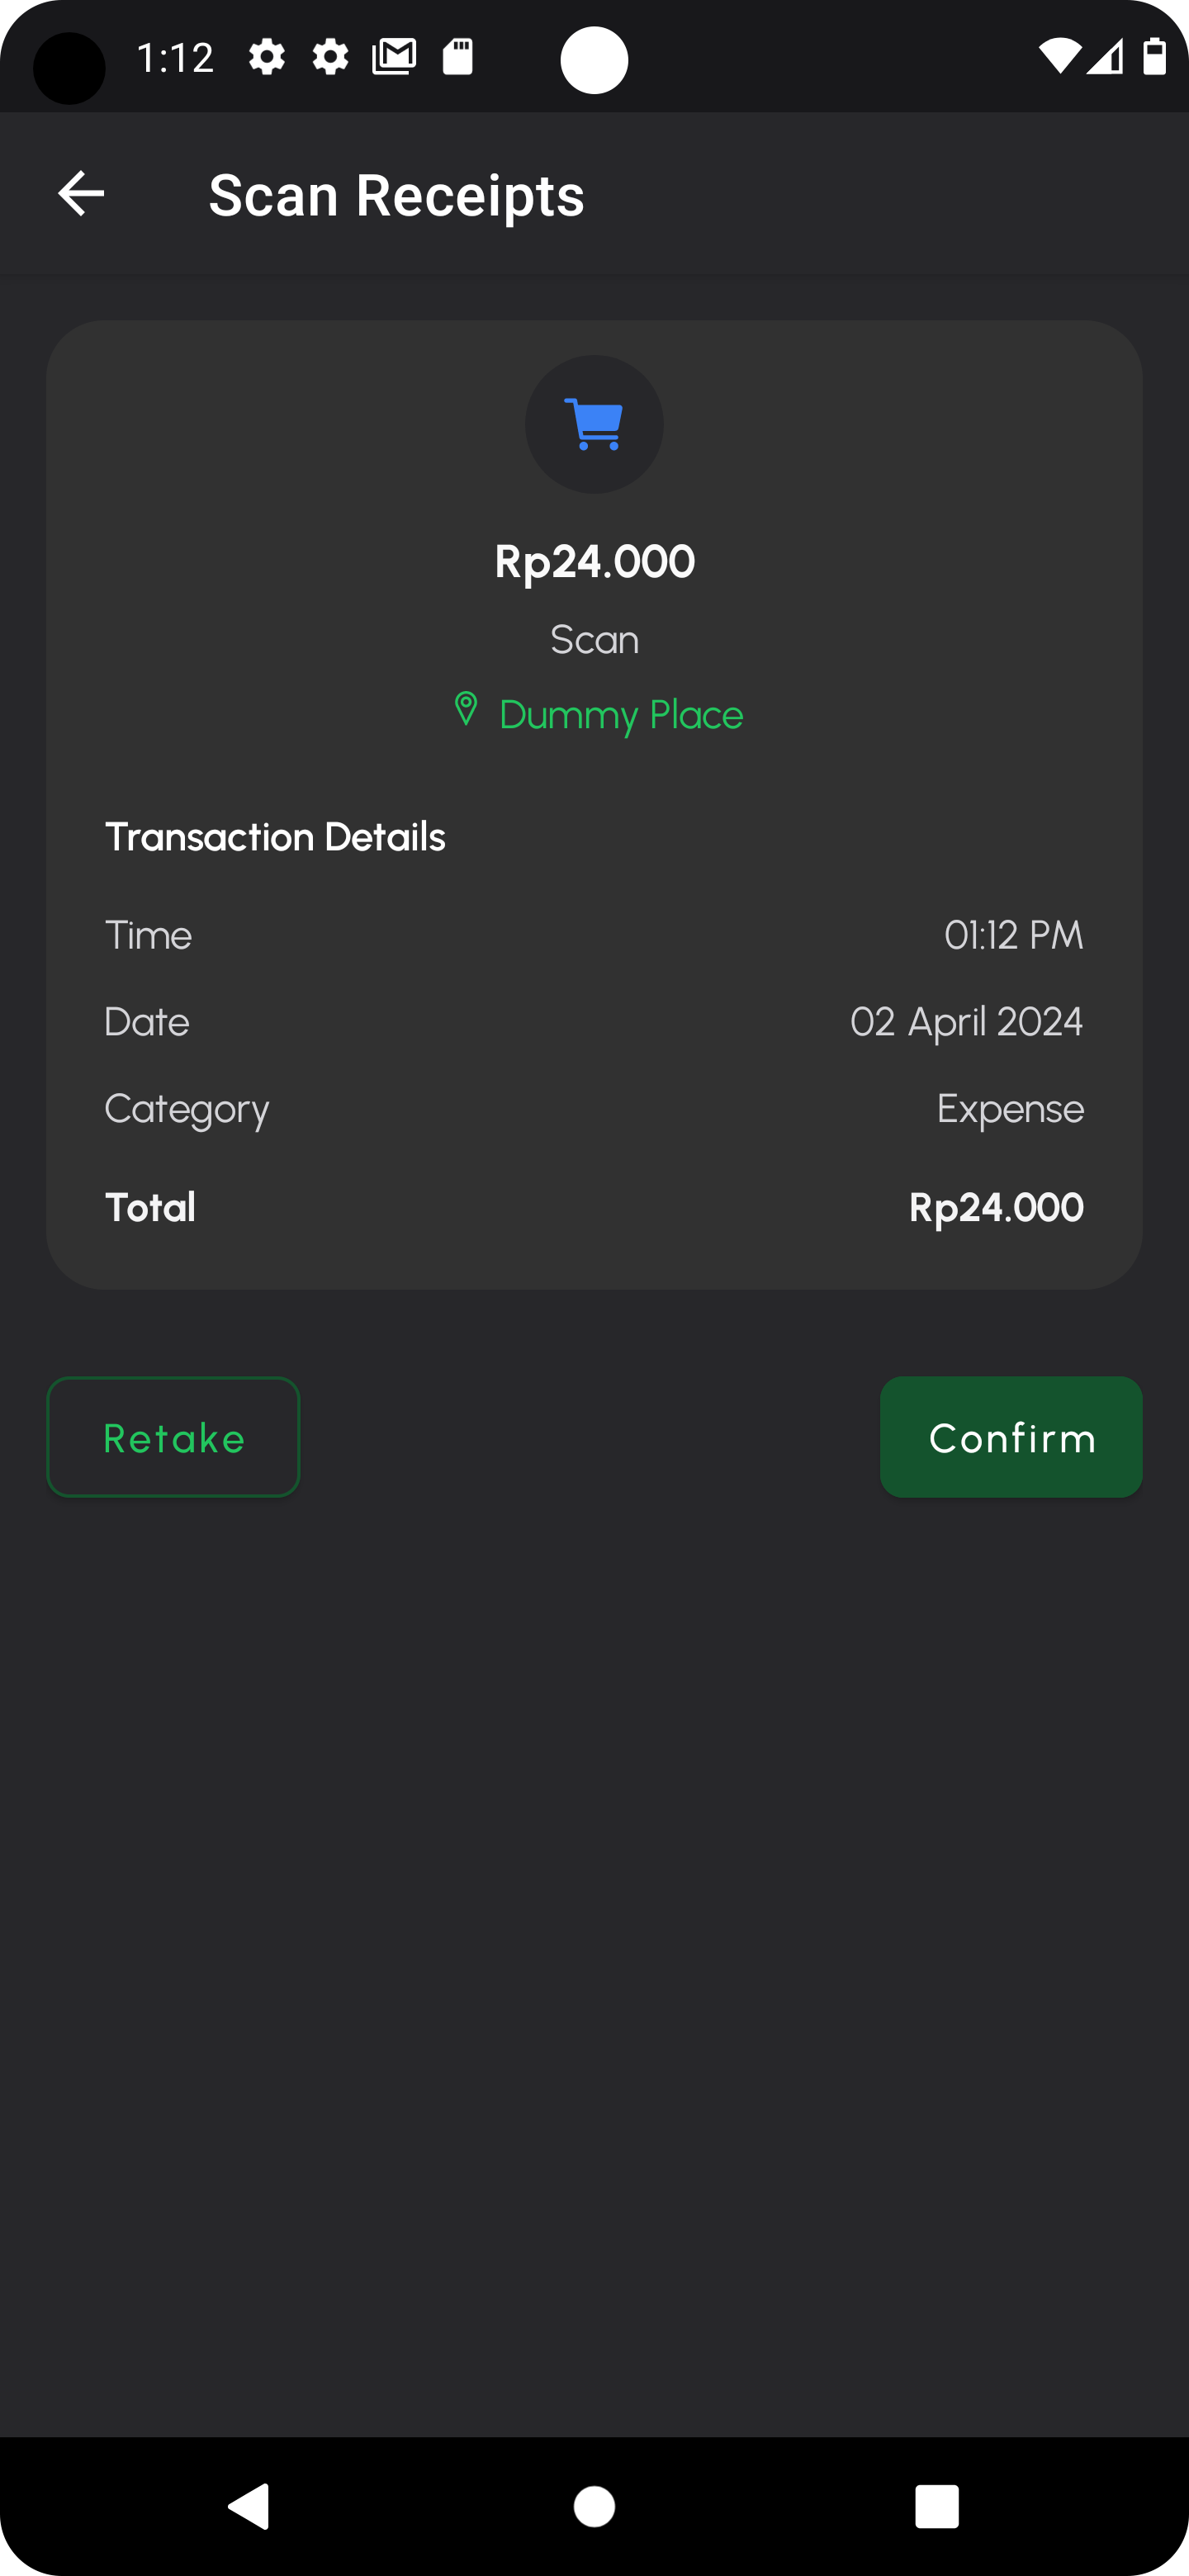 1:12
Scan Receipts
Rp24.000
Scan
Dummy Place
Transaction Details
Time 01:12 PM
Date 02 April 2024
Category Expense
Total Rp24.000
Retake Confirm